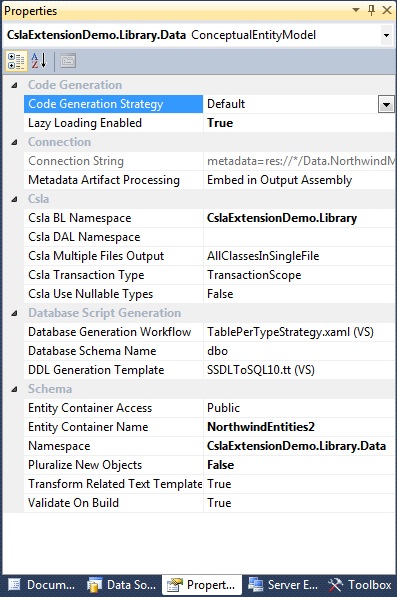 Properties
CslaExtensionDemo.Library.Data ConceptualEntityModel
Code Generation
Code Generation Strategy Default
Lazy Loading Enabled True
Connection
Connection String metadata=res://*/Data.NorthwindM
Metadata Artifact Processing Embed in Output Assembly
Csla
Csla BL Namespace CslaExtensionDemo.Library
Csla DAL Namespace
Csla Multiple Files Output AllClassesInSingleFile
Csla Transaction Type TransactionScope
Csla Use Nullable Types False
Database Script Generation
Database Generation Workflow TablePerTypeStrategy.xaml (VS)
Database Schema Name dbo
DDL Generation Template SSDLToSQL10.tt (VS)
Schema
Entity Container Access Public
Entity Container Name NorthwindEntities2
Namespace CslaExtensionDemo.Library.Data
Pluralize New Objects False
Transform Related Text Template True
Validate On Build True
Docum... Data So... Propert... Server E... Toolbox